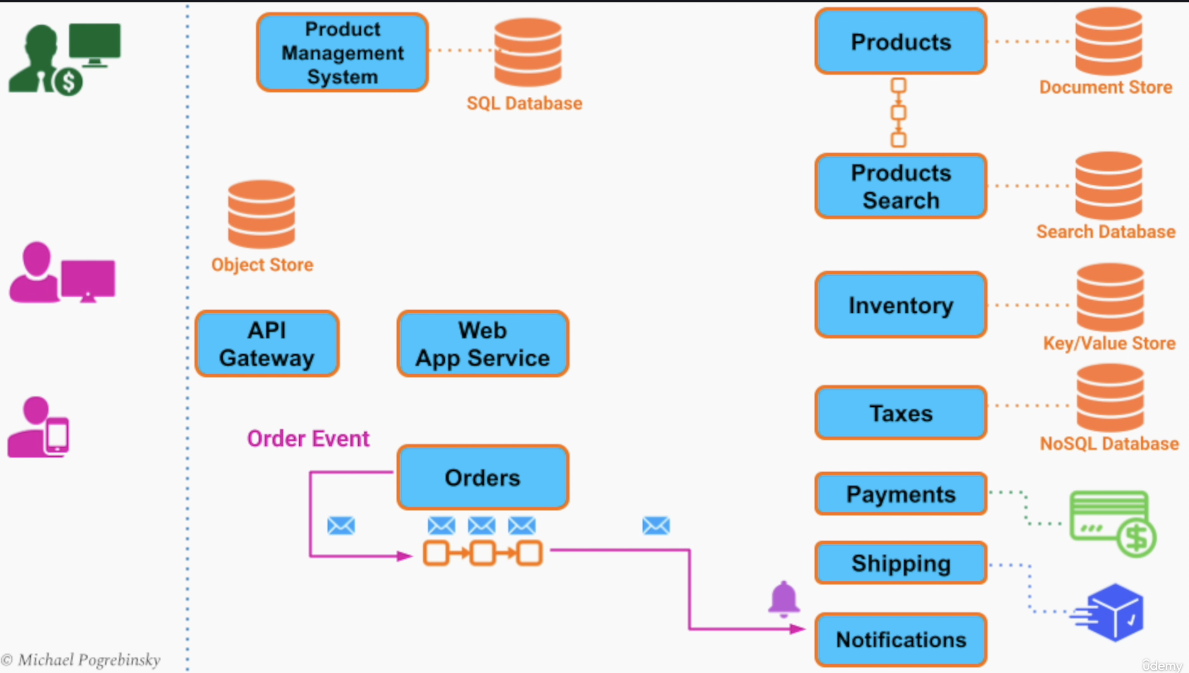 Product
Management
System
SQL Database
Products
Document Store
Products
Search
Search Database
Object Store
Inventory
Key/Value Store
API
Gateway
Web
App Service
Taxes
NoSQL Database
Order Event
Orders
Payments
Shipping
Notifications
© Michael Pogrebinsky
ûdemy